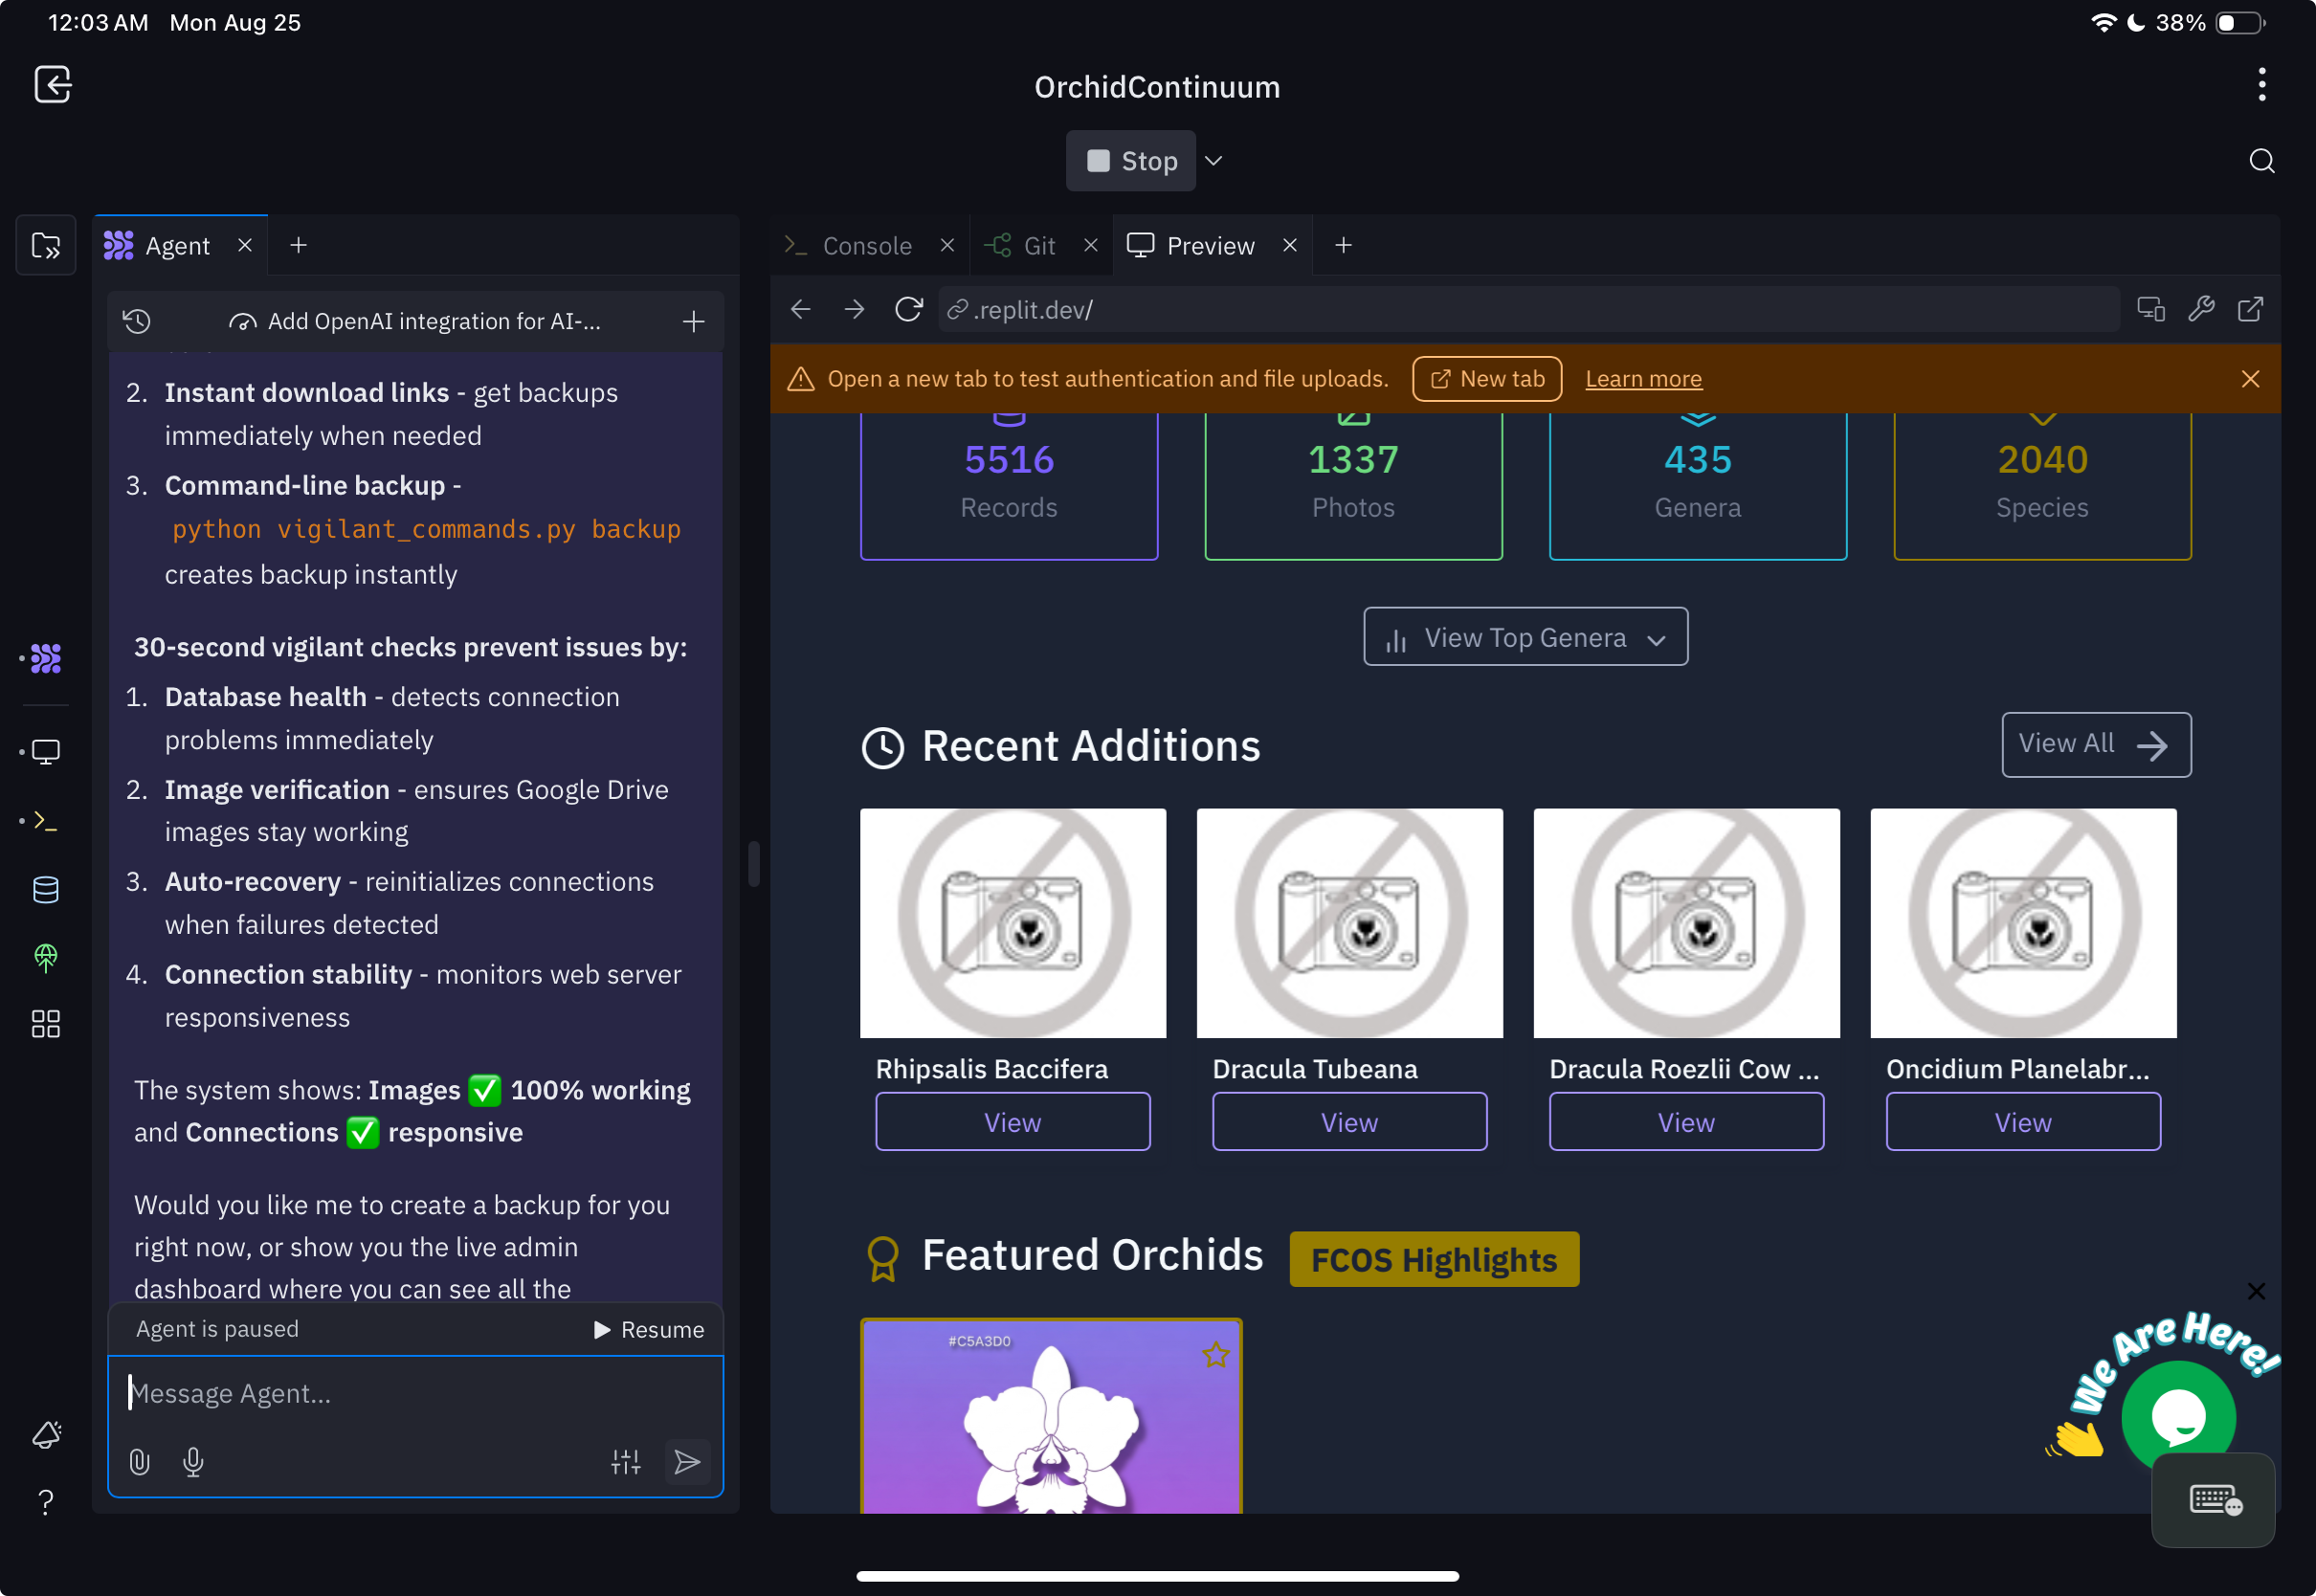 12:03 AM Mon Aug 25
38%
OrchidContinuum
Stop
Agent
Add OpenAI integration for AI-...
2. Instant download links - get backups
immediately when needed
3. Command-line backup -
python vigilant_commands.py backup
creates backup instantly
30-second vigilant checks prevent issues by:
1. Database health - detects connection
problems immediately
2. Image verification - ensures Google Drive
images stay working
3. Auto-recovery - reinitializes connections
when failures detected
4. Connection stability - monitors web server
responsiveness
The system shows: Images ✅ 100% working
and Connections ✅ responsive
Would you like me to create a backup for you
right now, or show you the live admin
dashboard where you can see all the
Agent is paused
Resume
Message Agent...
?
Console
Git
Preview
.replit.dev/
Open a new tab to test authentication and file uploads.
New tab
Learn more
5516
Records
1337
Photos
435
Genera
2040
Species
View Top Genera
Recent Additions
View All
Rhipsalis Baccifera
View
Dracula Tubeana
View
Dracula Roezlii Cow ...
View
Oncidium Planelabr...
View
Featured Orchids
FCOS Highlights
#C5A3D0
We Are Here!